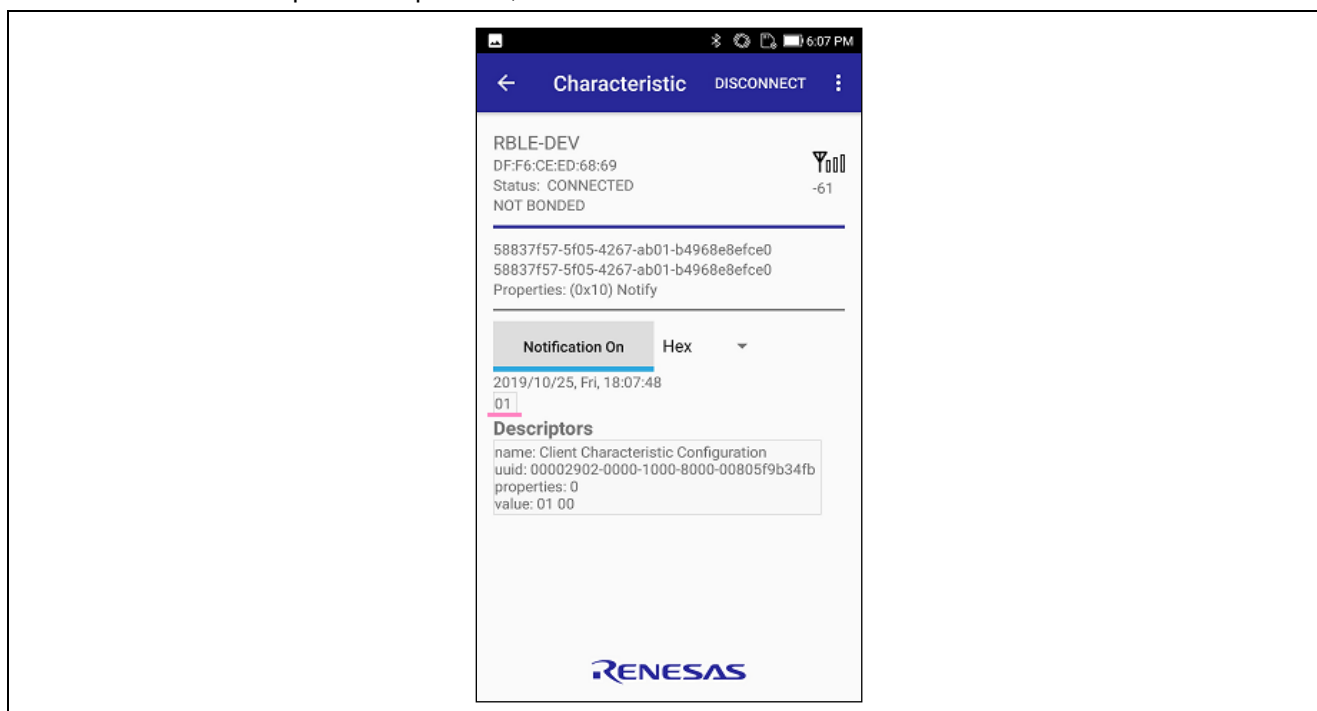 6:07 PM
Characteristic DISCONNECT
RBLE-DEV
DF:F6:CE:ED:68:69
Status: CONNECTED
-61
NOT BONDED
58837f57-5f05-4267-ab01-b4968e8efce0
58837f57-5f05-4267-ab01-b4968e8efce0
Properties: (0x10) Notify
Notification On Hex
2019/10/25, Fri, 18:07:48
01
Descriptors
name: Client Characteristic Configuration
uuid: 00002902-0000-1000-8000-00805f9b34fb
properties: 0
value: 01 00
RENESAS